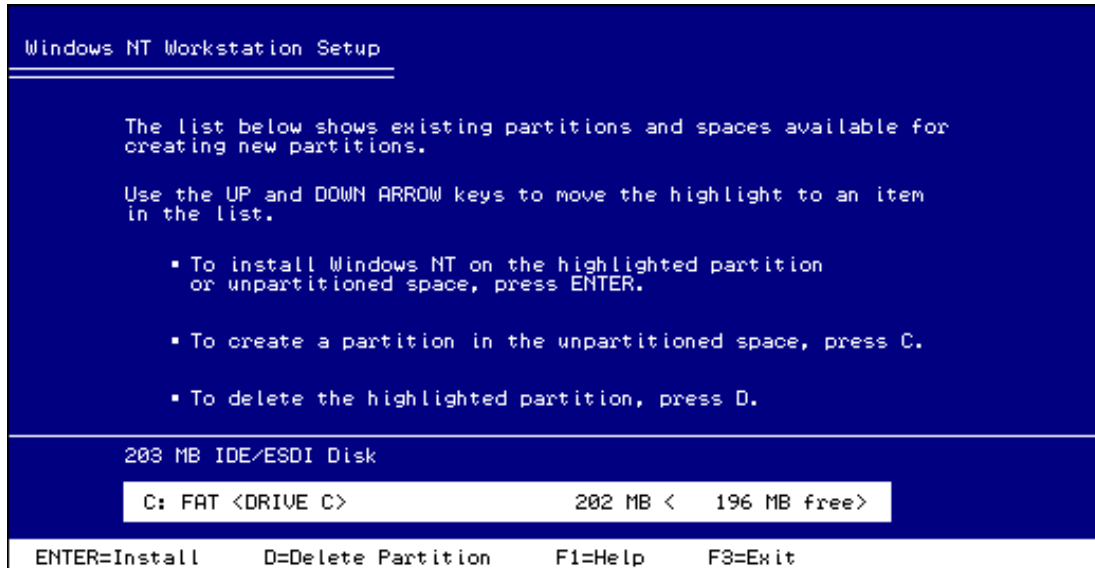 Windows NT Workstation Setup
The list below shows existing partitions and spaces available for
creating new partitions.
Use the UP and DOWN ARROW keys to move the highlight to an item
in the list.
▪ To install Windows NT on the highlighted partition
or unpartitioned space, press ENTER.
▪ To create a partition in the unpartitioned space, press C.
▪ To delete the highlighted partition, press D.
203 MB IDE/ESDI Disk
C: FAT <DRIVE C> 202 MB < 196 MB free>
ENTER=Install D=Delete Partition F1=Help F3=Exit